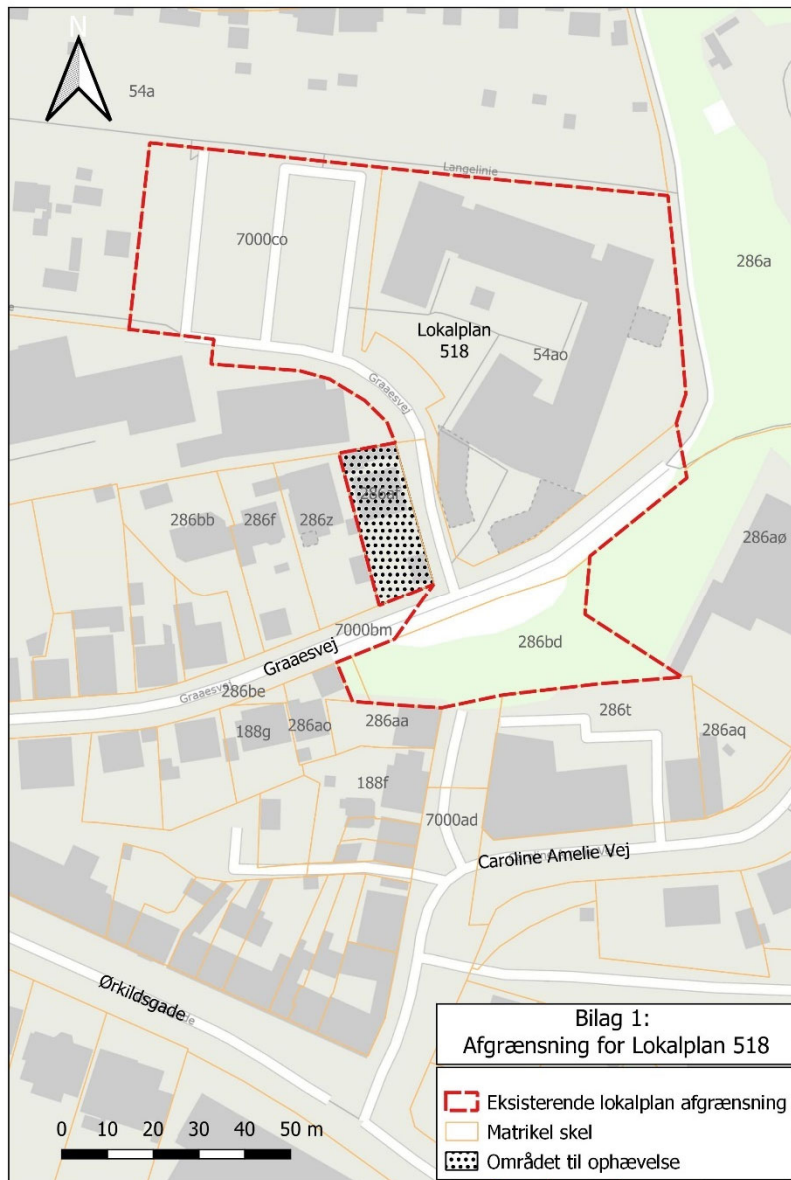 N
54a
Langelinie
7000co
286a
Lokalplan
518
54ao
Graaesvej
286bb
286f
286z
286aø
7000bm
286bd
Graaesvej
Graaesvej
286be
188g
286ao
286aa
286t
286aq
188f
7000ad
Caroline Amelie Vej
Ørkildsgade
Bilag 1:
Afgrænsning for Lokalplan 518
Eksisterende lokalplan afgrænsning
Matrikel skel
Området til ophævelse
0 10 20 30 40 50 m